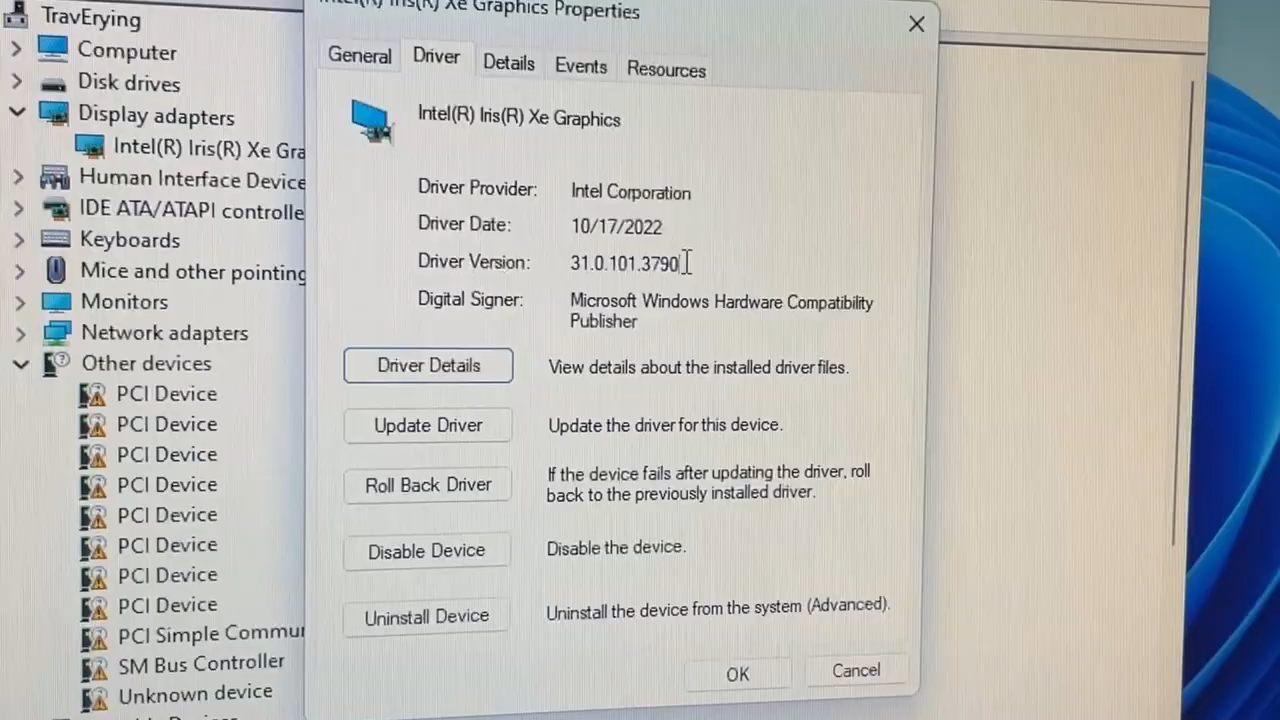 TravErying
Computer
Disk drives
Display adapters
Intel(R) Iris(R) Xe Gra
Human Interface Device
IDE ATA/ATAPI controlle
Keyboards
Mice and other pointing
Monitors
Network adapters
Other devices
PCI Device
PCI Device
PCI Device
PCI Device
PCI Device
PCI Device
PCI Device
PCI Device
PCI Simple Commu
SM Bus Controller
Unknown device
Intel(R) Iris(R) Xe Graphics Properties
General Driver Details Events Resources
Intel(R) Iris(R) Xe Graphics
Driver Provider: Intel Corporation
Driver Date: 10/17/2022
Driver Version: 31.0.101.3790
Digital Signer: Microsoft Windows Hardware Compatibility
Publisher
Driver Details View details about the installed driver files.
Update Driver Update the driver for this device.
Roll Back Driver If the device fails after updating the driver, roll
back to the previously installed driver.
Disable Device Disable the device.
Uninstall Device Uninstall the device from the system (Advanced).
OK Cancel